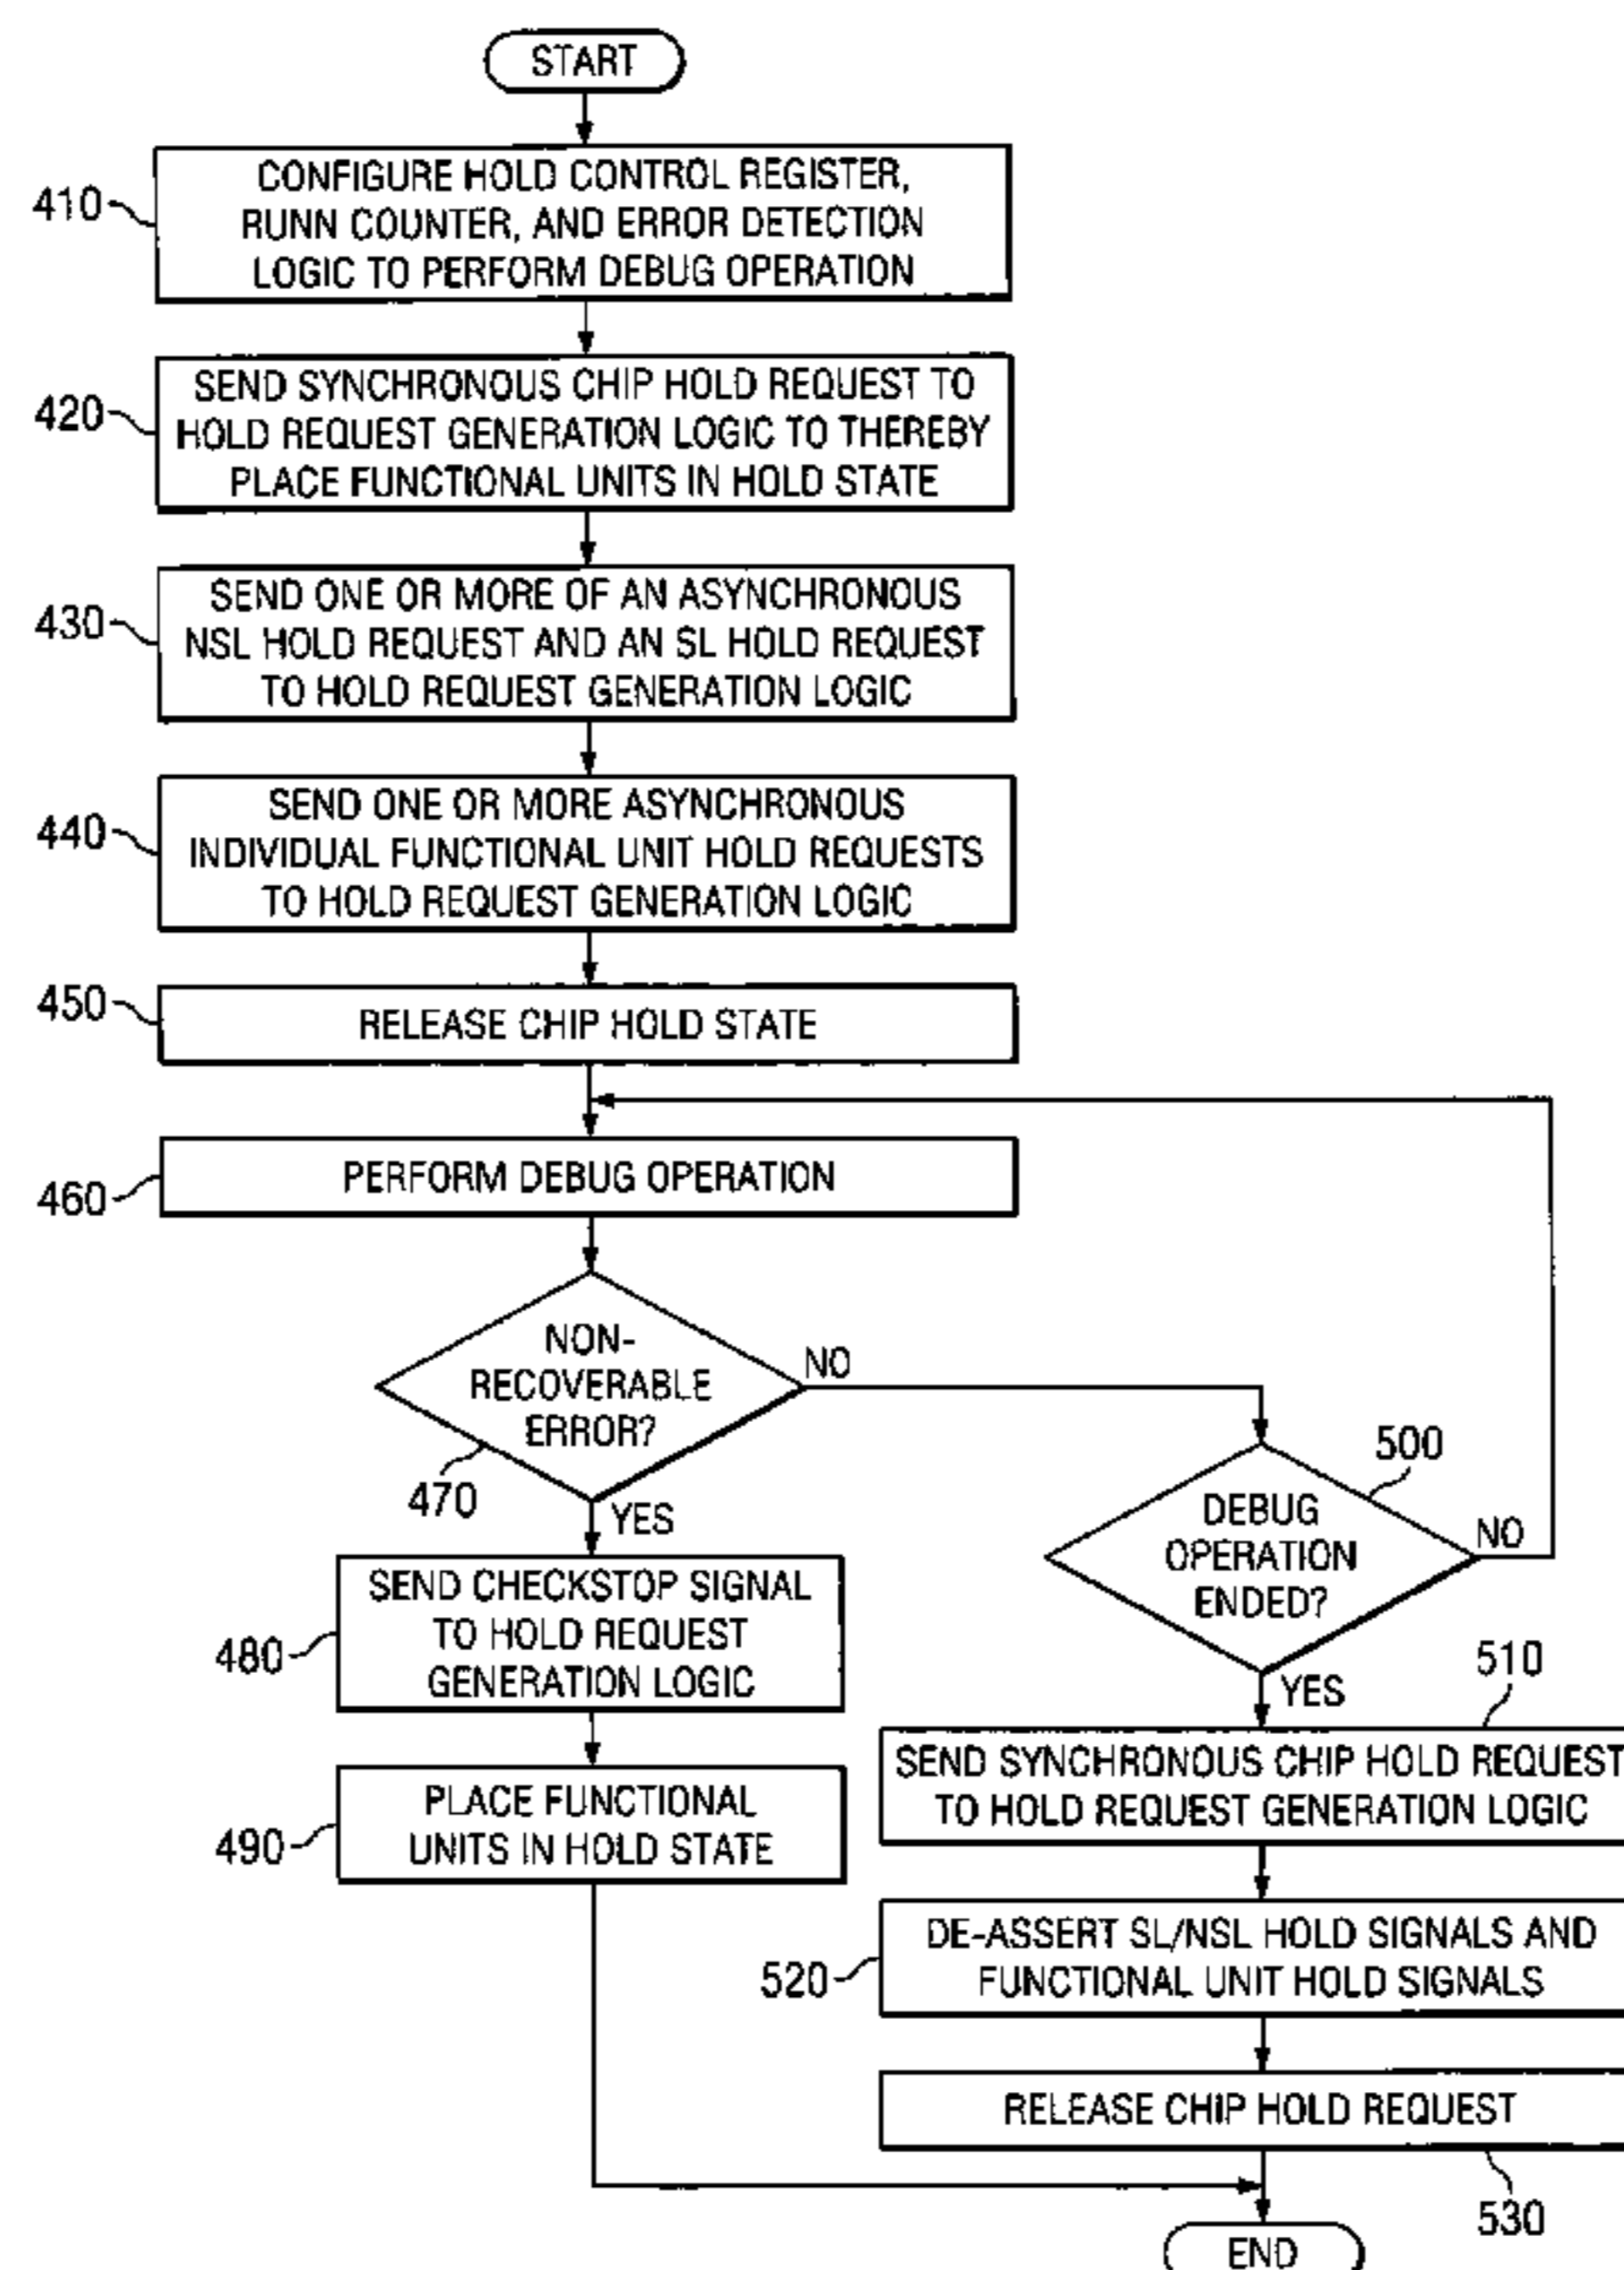 START
410
CONFIGURE HOLD CONTROL REGISTER,
RUNN COUNTER, AND ERROR DETECTION
LOGIC TO PERFORM DEBUG OPERATION
420
SEND SYNCHRONOUS CHIP HOLD REQUEST TO
HOLD REQUEST GENERATION LOGIC TO THEREBY
PLACE FUNCTIONAL UNITS IN HOLD STATE
430
SEND ONE OR MORE OF AN ASYNCHRONOUS
NSL HOLD REQUEST AND AN SL HOLD REQUEST
TO HOLD REQUEST GENERATION LOGIC
440
SEND ONE OR MORE ASYNCHRONOUS
INDIVIDUAL FUNCTIONAL UNIT HOLD REQUESTS
TO HOLD REQUEST GENERATION LOGIC
450
RELEASE CHIP HOLD STATE
460
PERFORM DEBUG OPERATION
NON-
RECOVERABLE
ERROR?
NO
470
YES
500
DEBUG
OPERATION
ENDED?
NO
YES
480
SEND CHECKSTOP SIGNAL
TO HOLD REQUEST
GENERATION LOGIC
490
PLACE FUNCTIONAL
UNITS IN HOLD STATE
510
SEND SYNCHRONOUS CHIP HOLD REQUEST
TO HOLD REQUEST GENERATION LOGIC
520
DE-ASSERT SL/NSL HOLD SIGNALS AND
FUNCTIONAL UNIT HOLD SIGNALS
RELEASE CHIP HOLD REQUEST
530
END